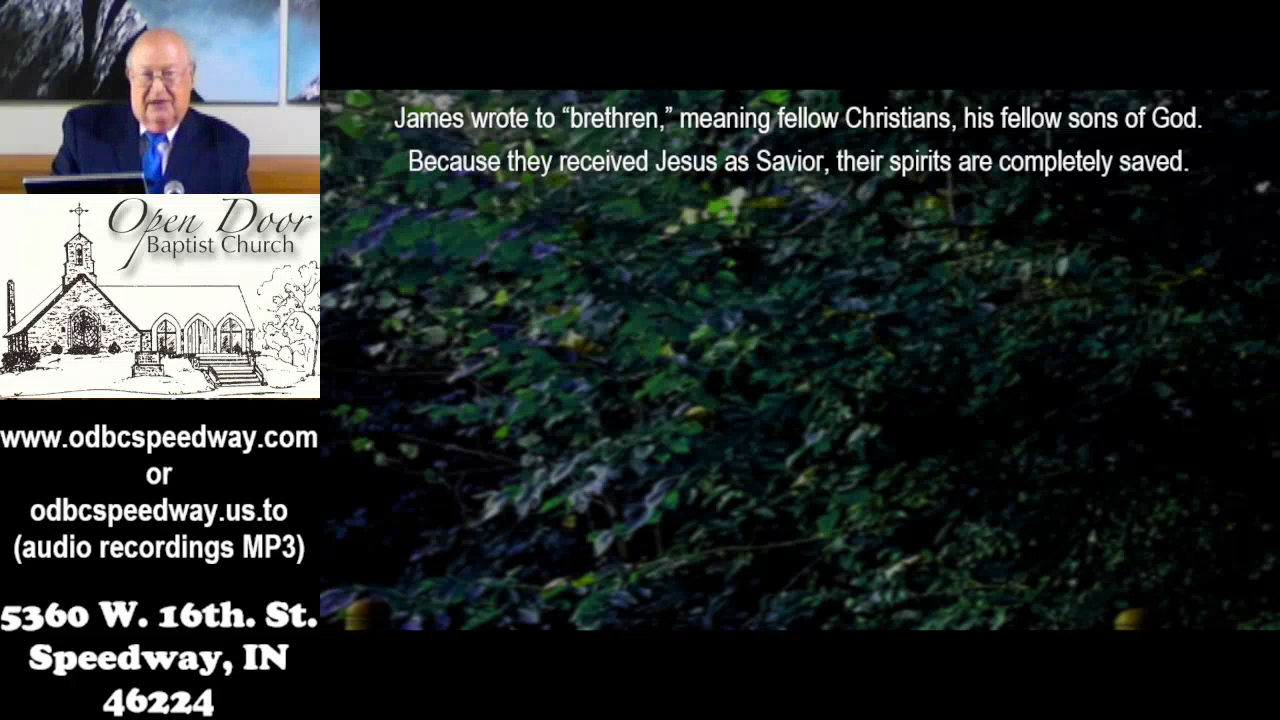 James wrote to “brethren,” meaning fellow Christians, his fellow sons of God.
Because they received Jesus as Savior, their spirits are completely saved.
Open Door
Baptist Church
www.odbcspeedway.com
or
odbcspeedway.us.to
(audio recordings MP3)
5360 W. 16th. St.
Speedway, IN
46224